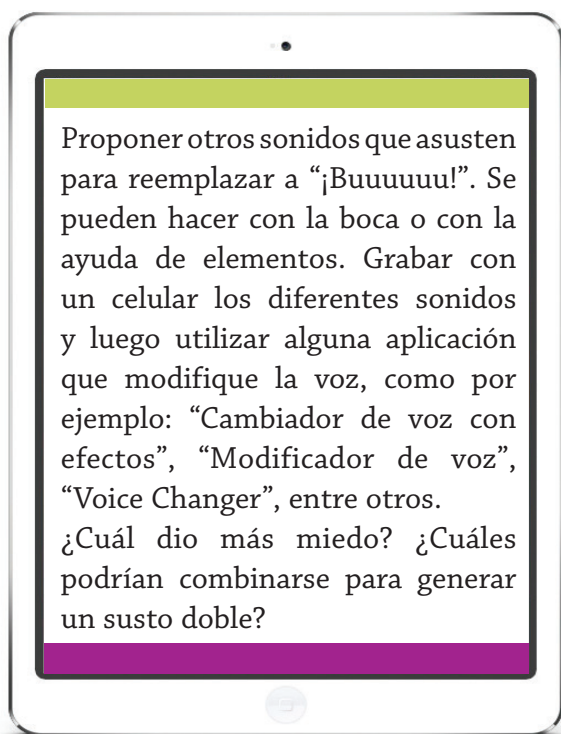 Proponer otros sonidos que asusten
para reemplazar a “¡Buuuuuu!”. Se
pueden hacer con la boca o con la
ayuda de elementos. Grabar con
un celular los diferentes sonidos
y luego utilizar alguna aplicación
que modifique la voz, como por
ejemplo: “Cambiador de voz con
efectos”, “Modificador de voz”,
“Voice Changer”, entre otros.
¿Cuál dio más miedo? ¿Cuáles
podrían combinarse para generar
un susto doble?